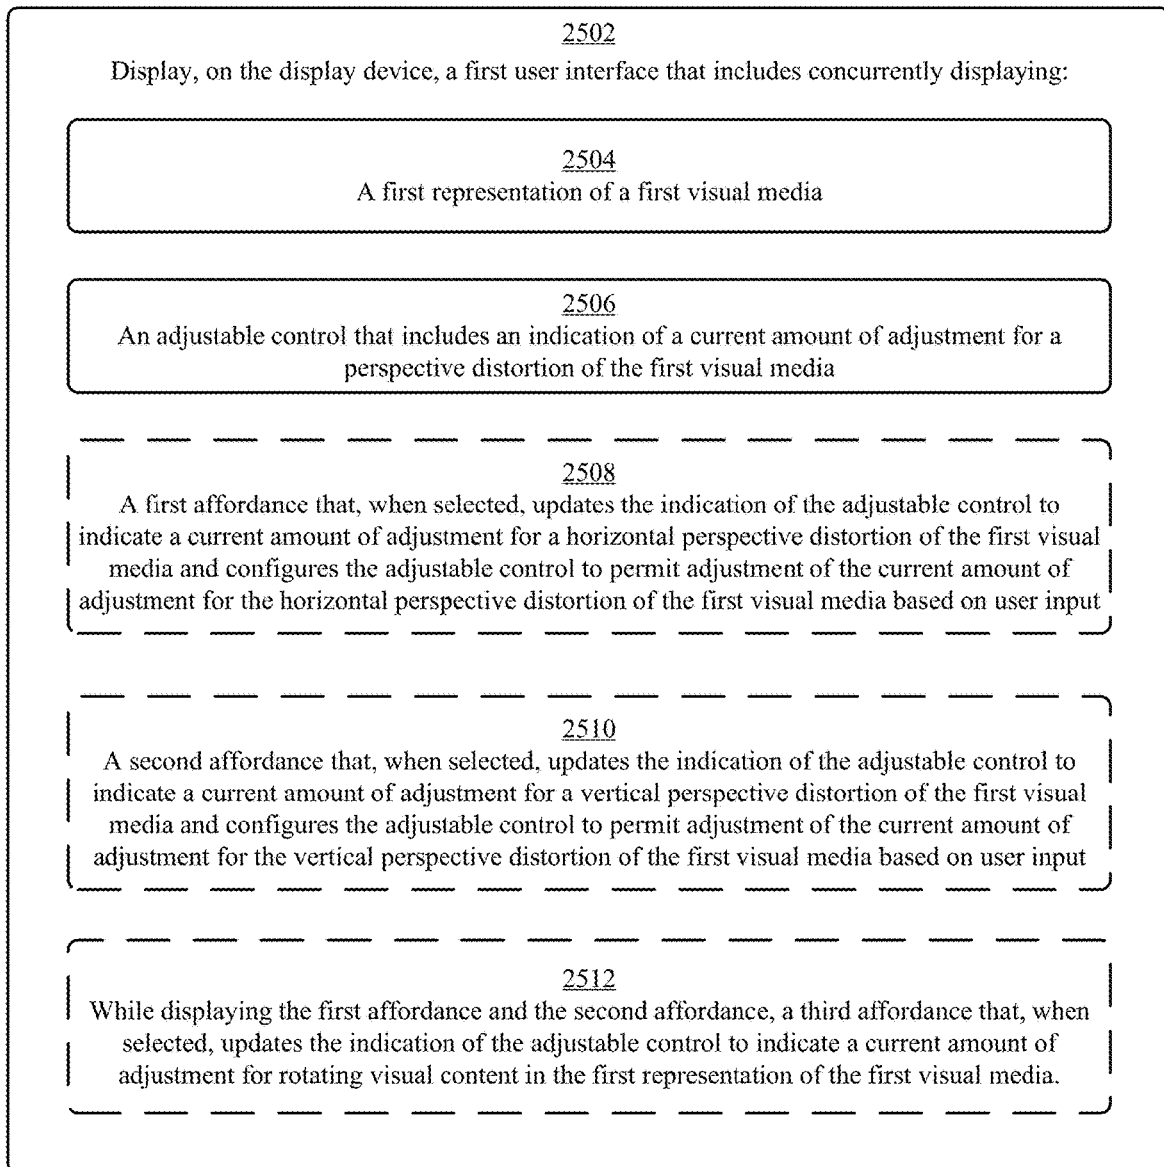 2502
Display, on the display device, a first user interface that includes concurrently displaying:
2504
A first representation of a first visual media
2506
An adjustable control that includes an indication of a current amount of adjustment for a
perspective distortion of the first visual media
2508
A first affordance that, when selected, updates the indication of the adjustable control to
indicate a current amount of adjustment for a horizontal perspective distortion of the first visual
media and configures the adjustable control to permit adjustment of the current amount of
adjustment for the horizontal perspective distortion of the first visual media based on user input
2510
A second affordance that, when selected, updates the indication of the adjustable control to
indicate a current amount of adjustment for a vertical perspective distortion of the first visual
media and configures the adjustable control to permit adjustment of the current amount of
adjustment for the vertical perspective distortion of the first visual media based on user input
2512
While displaying the first affordance and the second affordance, a third affordance that, when
selected, updates the indication of the adjustable control to indicate a current amount of
adjustment for rotating visual content in the first representation of the first visual media.